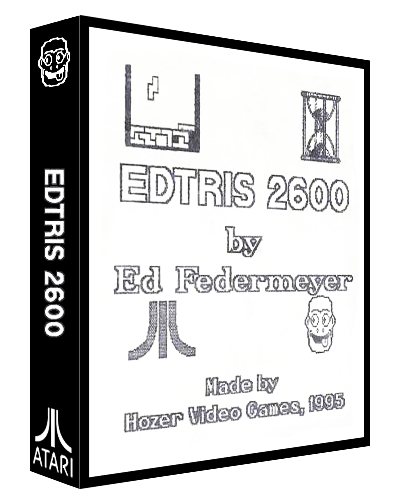 EDTRIS 2600
ATARI
EDTRIS 2600
by
Ed Federmeyer
Made by
Hozer Video Games, 1995